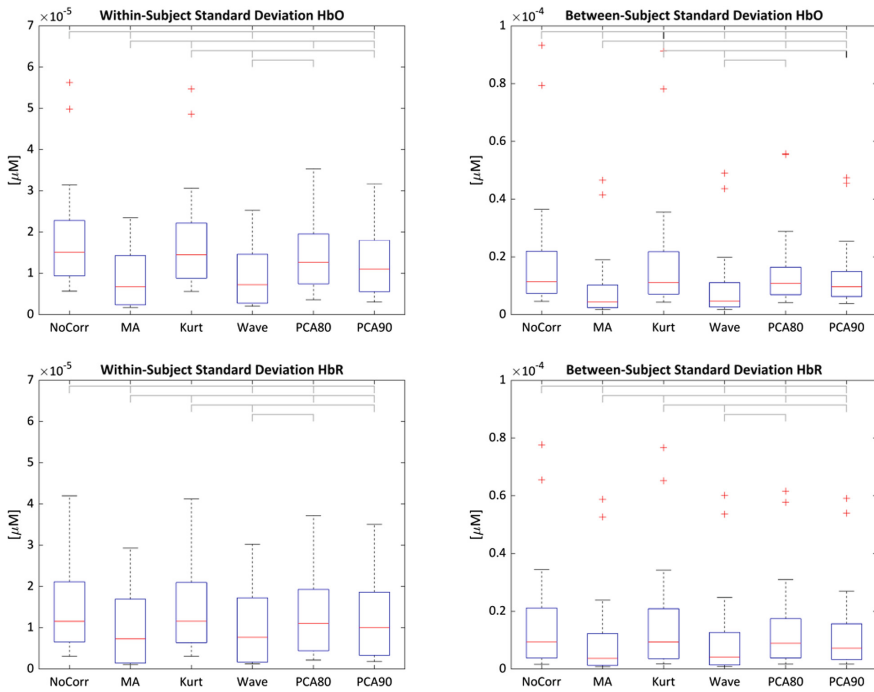 Within-Subject Standard Deviation HbO
×10⁻⁵
7
6
5
4
3
2
1
0
[μM]
NoCorr MA Kurt Wave PCA80 PCA90
Between-Subject Standard Deviation HbO
×10⁻⁴
1
0.8
0.6
0.4
0.2
0
[μM]
NoCorr MA Kurt Wave PCA80 PCA90
Within-Subject Standard Deviation HbR
×10⁻⁵
7
6
5
4
3
2
1
0
[μM]
NoCorr MA Kurt Wave PCA80 PCA90
Between-Subject Standard Deviation HbR
×10⁻⁴
1
0.8
0.6
0.4
0.2
0
[μM]
NoCorr MA Kurt Wave PCA80 PCA90